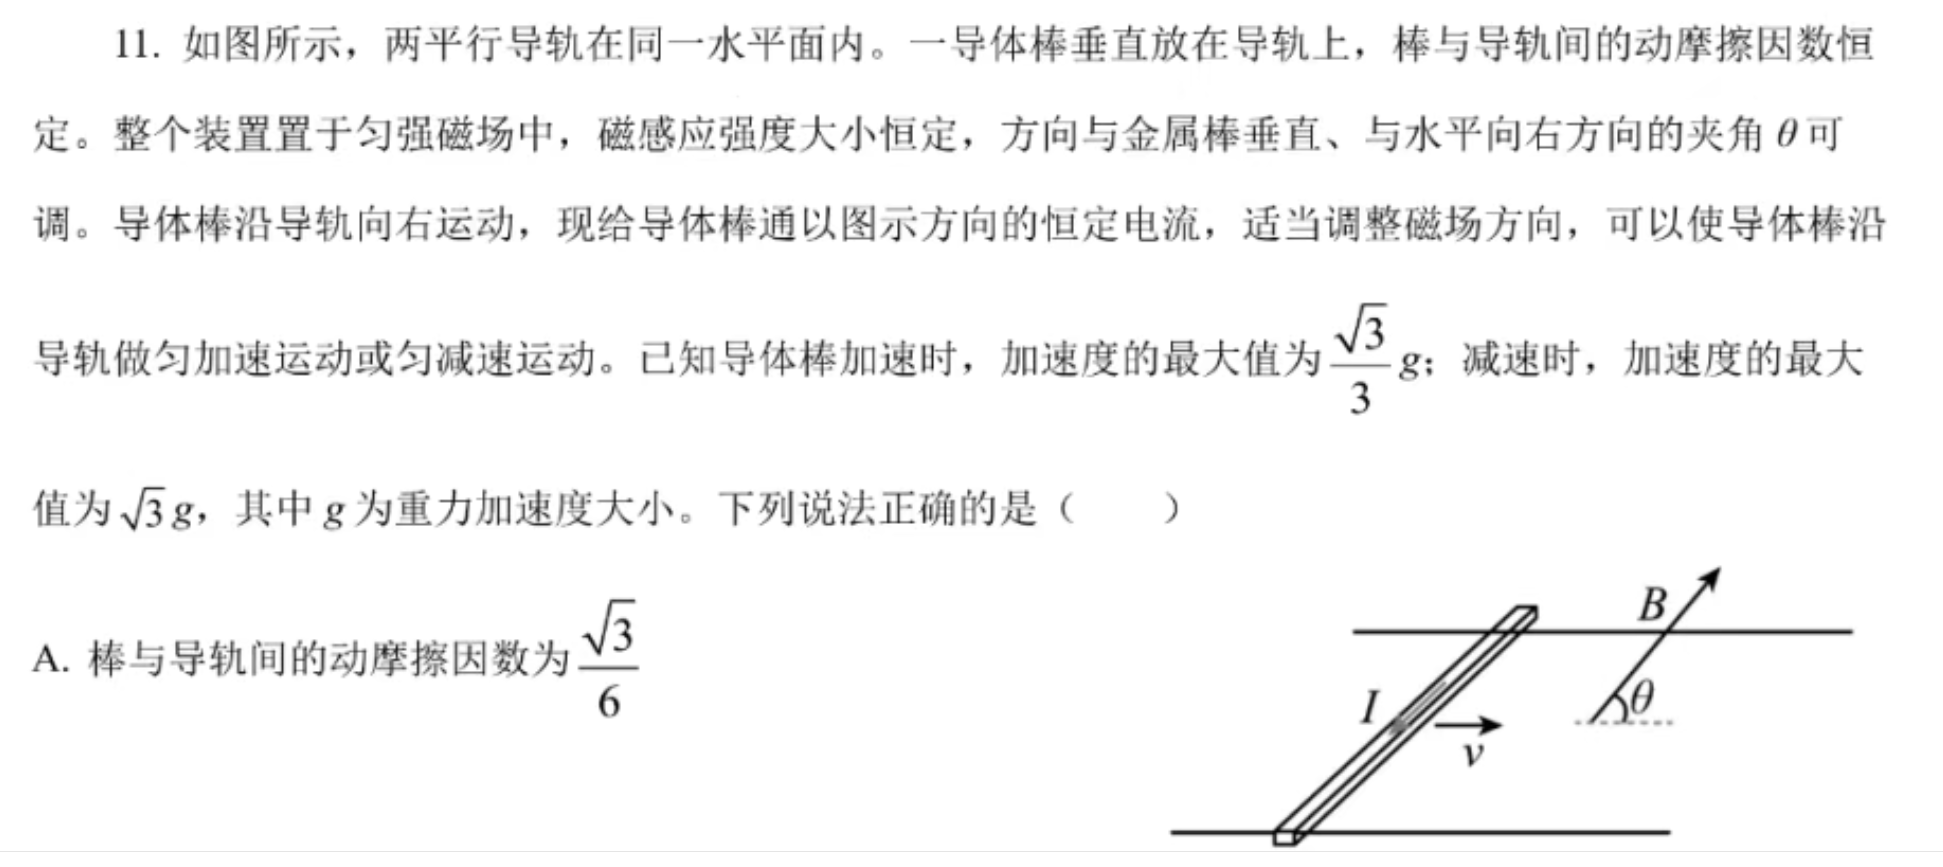 11. 如图所示，两平行导轨在同一水平面内。一导体棒垂直放在导轨上，棒与导轨间的动摩擦因数恒
定。整个装置置于匀强磁场中，磁感应强度大小恒定，方向与金属棒垂直、与水平向右方向的夹角θ可
调。导体棒沿导轨向右运动，现给导体棒通以图示方向的恒定电流，适当调整磁场方向，可以使导体棒沿
导轨做匀加速运动或匀减速运动。已知导体棒加速时，加速度的最大值为√3/3 g；减速时，加速度的最大
值为√3g，其中g为重力加速度大小。下列说法正确的是（　　）
A. 棒与导轨间的动摩擦因数为√3/6
B
I
θ
v